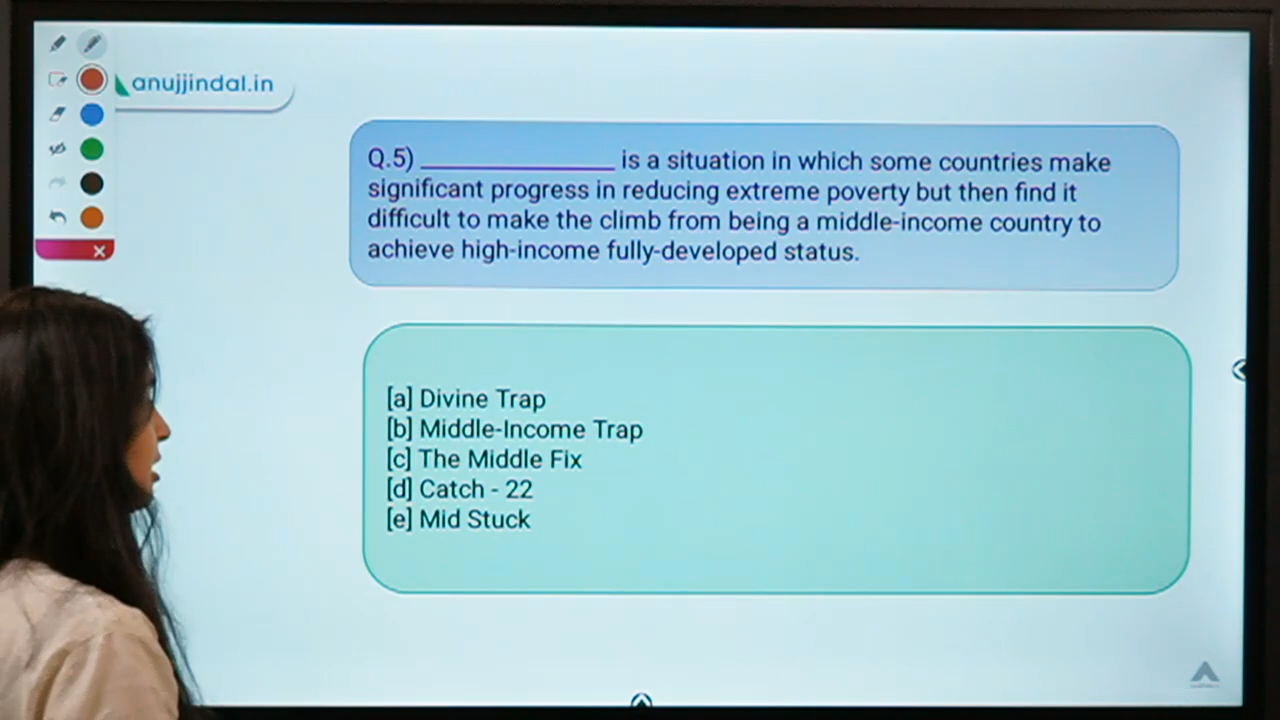 anujjindal.in
Q.5) ______________ is a situation in which some countries make
significant progress in reducing extreme poverty but then find it
difficult to make the climb from being a middle-income country to
achieve high-income fully-developed status.
[a] Divine Trap
[b] Middle-Income Trap
[c] The Middle Fix
[d] Catch - 22
[e] Mid Stuck